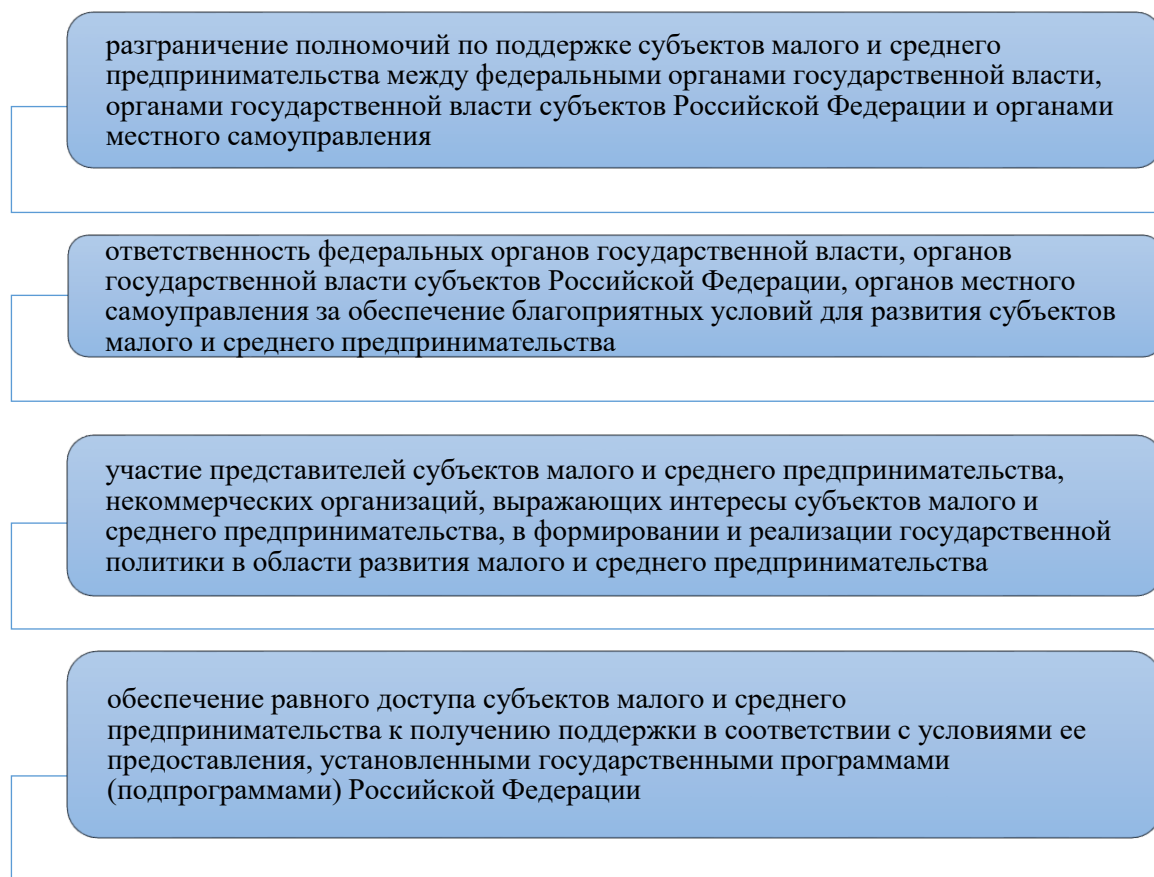 разграничение полномочий по поддержке субъектов малого и среднего
предпринимательства между федеральными органами государственной власти,
органами государственной власти субъектов Российской Федерации и органами
местного самоуправления
ответственность федеральных органов государственной власти, органов
государственной власти субъектов Российской Федерации, органов местного
самоуправления за обеспечение благоприятных условий для развития субъектов
малого и среднего предпринимательства
участие представителей субъектов малого и среднего предпринимательства,
некоммерческих организаций, выражающих интересы субъектов малого и
среднего предпринимательства, в формировании и реализации государственной
политики в области развития малого и среднего предпринимательства
обеспечение равного доступа субъектов малого и среднего
предпринимательства к получению поддержки в соответствии с условиями ее
предоставления, установленными государственными программами
(подпрограммами) Российской Федерации